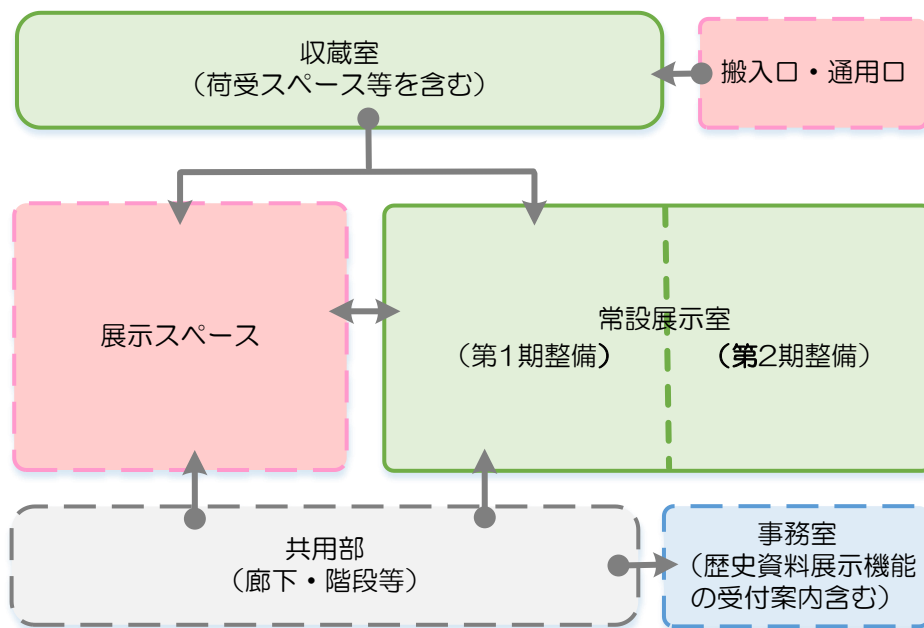 収蔵室
（荷受スペース等を含む）
搬入口・通用口
展示スペース
常設展示室
（第1期整備）
（第2期整備）
共用部
（廊下・階段等）
事務室
（歴史資料展示機能
の受付案内含む）